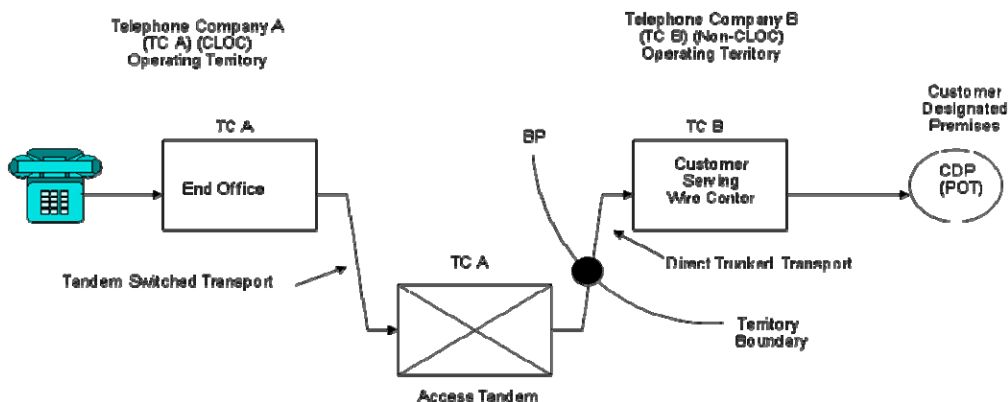 Telephone Company A
(TC A) (CLOC)
Operating Territory
Telephone Company B
(TC B) (Non-CLOC)
Operating Territory
Customer
Designated
Premises
TC A
End Office
BP
TC B
Customer
Serving
Wire Center
CDP
(POT)
Tandem Switched Transport
TC A
Direct Trunked Transport
Territory
Boundary
Access Tandem